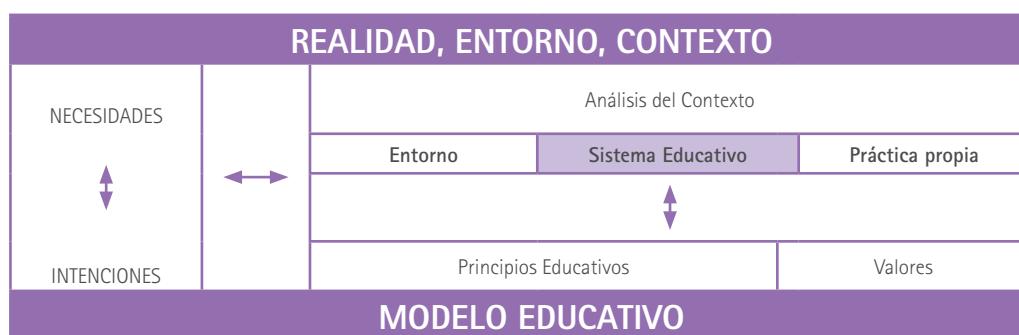 REALIDAD, ENTORNO, CONTEXTO
NECESIDADES
Análisis del Contexto
Entorno
Sistema Educativo
Práctica propia
INTENCIONES
Principios Educativos
Valores
MODELO EDUCATIVO